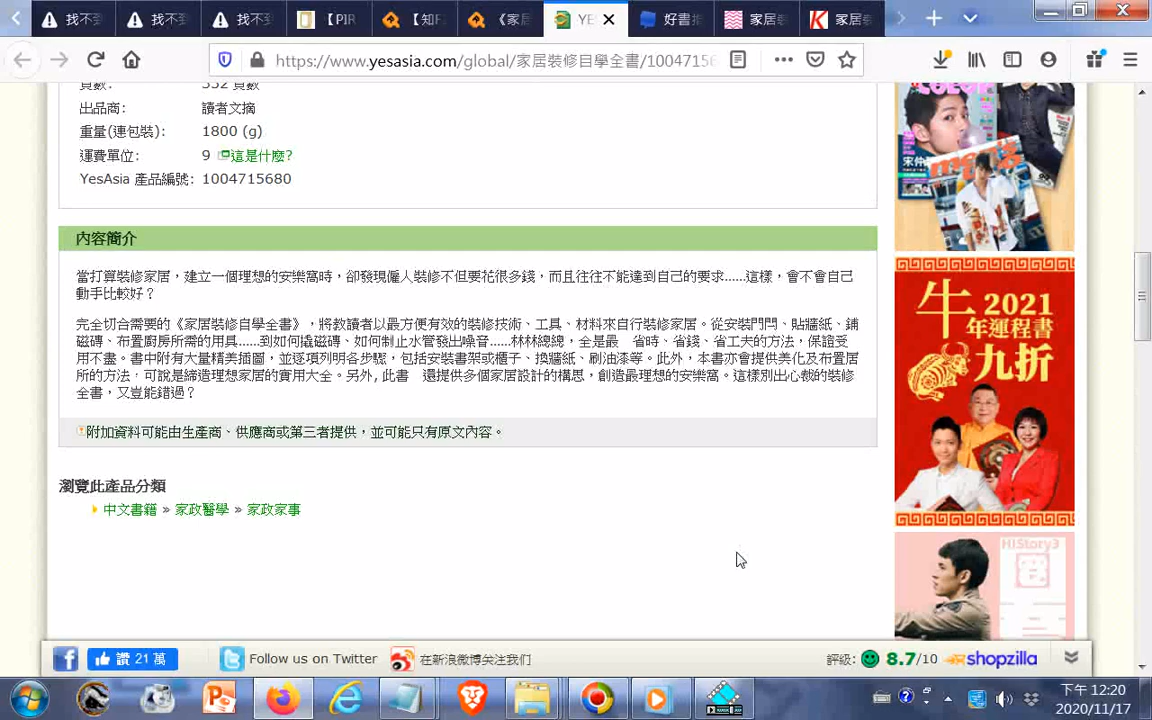 找不
找不
找不
【PIR
【知F
《家
YE
好書推
家居
家居
https://www.yesasia.com/global/家居裝修自學全書/10047156
出品商: 讀者文摘
重量(連包裝): 1800 (g)
運費單位: 9 這是什麼?
YesAsia 產品編號: 1004715680
內容簡介
當打算裝修家居，建立一個理想的安樂窩時，卻發現僱人裝修不但要花很多錢，而且往往不能達到自己的要求......這樣，會不會自己
動手比較好？
完全切合需要的《家居裝修自學全書》，將教讀者以最方便有效的裝修技術、工具、材料來自行裝修家居。從安裝門閂、貼牆紙、鋪
磁磚、布置廚房所需的用具......到如何撬磁磚、如何制止水管發出噪音......林林總總，全是最　省時、省錢、省工夫的方法，保證受
用不盡。書中附有大量精美插圖，並逐項列明各步驟，包括安裝書架或櫃子、換牆紙、刷油漆等。此外，本書亦會提供美化及布置居
所的方法，可說是締造理想家居的實用大全。另外, 此書　還提供多個家居設計的構思，創造最理想的安樂窩。這樣別出心裁的裝修
全書，又豈能錯過？
附加資料可能由生產商、供應商或第三者提供，並可能只有原文內容。
瀏覽此產品分類
中文書籍 » 家政醫學 » 家政家事
宋仲
牛 2021
年運程書
九折
HIStory3
讚 21 萬
Follow us on Twitter
在新浪微博关注我们
評級: 8.7/10 shopzilla
下午 12:20
2020/11/17